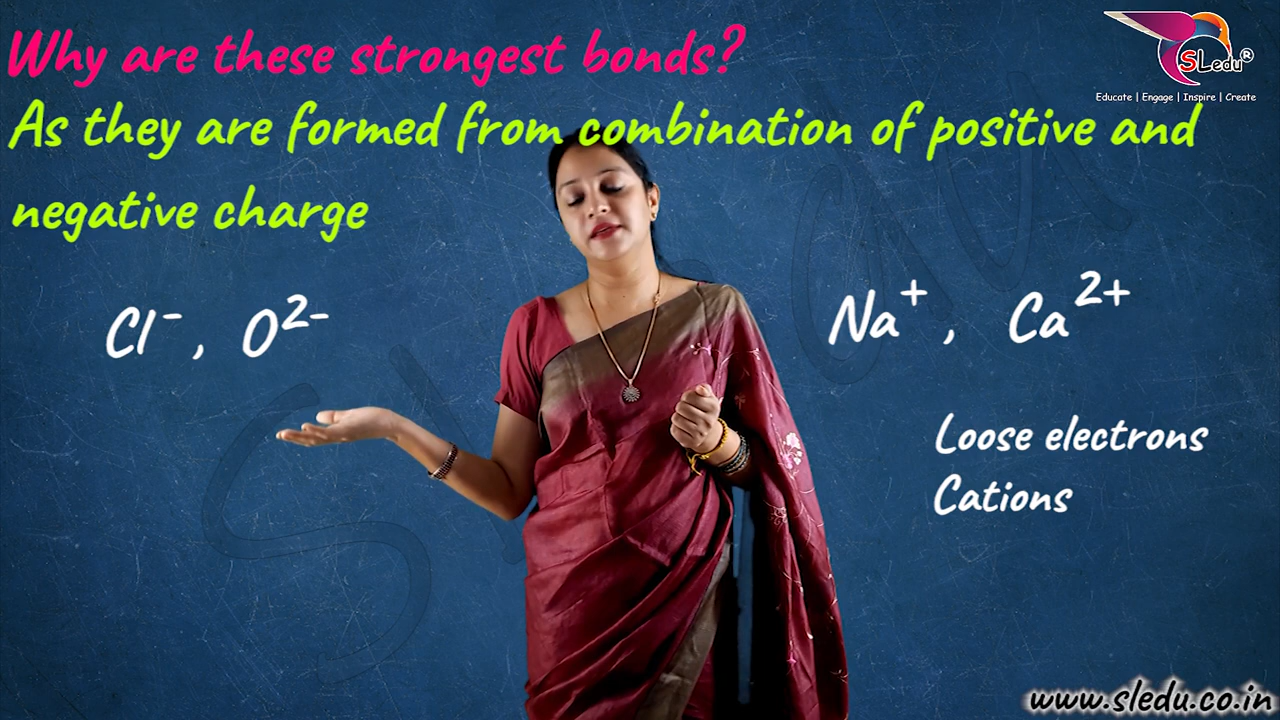 Why are these strongest bonds?
As they are formed from combination of positive and
negative charge
SLedu®
Educate | Engage | Inspire | Create
Cl⁻ , O²⁻
Na⁺ , Ca²⁺
Loose electrons
Cations
SLedu
www.sledu.co.in